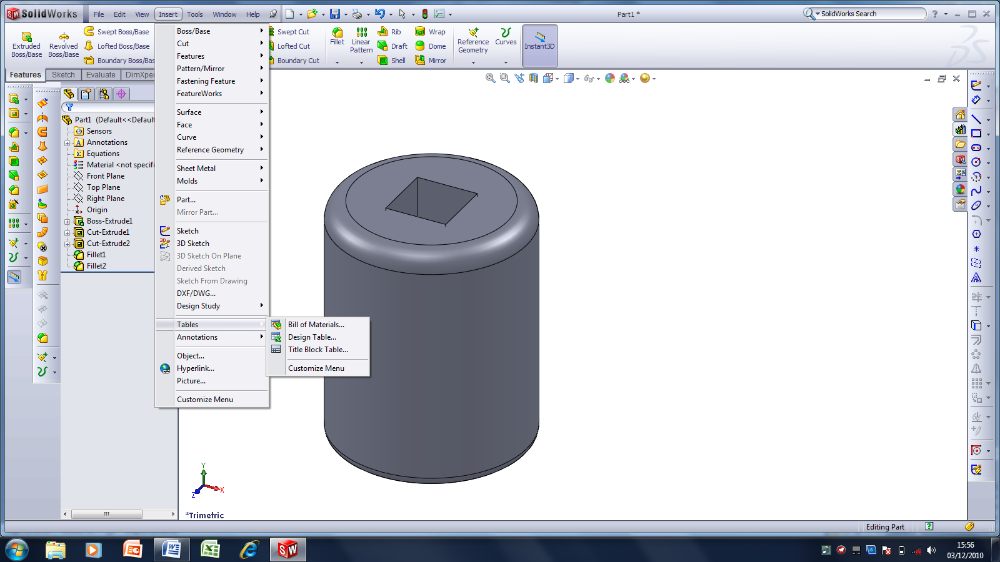 SolidWorks File Edit View Insert Tools Window Help Part1 * SolidWorks Search ?
Extruded Boss/Base
Revolved Boss/Base
Swept Boss/Base
Lofted Boss/Base
Boundary Bos
Swept Cut
Lofted Cut
Boundary Cut
Fillet
Linear Pattern
Rib
Draft
Shell
Wrap
Dome
Mirror
Reference Geometry
Curves
Instant3D
Features Sketch Evaluate DimXper
Part1 (Default<<Default
Sensors
Annotations
Equations
Material <not specifi
Front Plane
Top Plane
Right Plane
Origin
Boss-Extrude1
Cut-Extrude1
Cut-Extrude2
Fillet1
Fillet2
Boss/Base
Cut
Features
Pattern/Mirror
Fastening Feature
FeatureWorks
Surface
Face
Curve
Reference Geometry
Sheet Metal
Molds
Part...
Mirror Part...
Sketch
3D Sketch
3D Sketch On Plane
Derived Sketch
Sketch From Drawing
DXF/DWG...
Design Study
Tables
Annotations
Object...
Hyperlink...
Picture...
Customize Menu
Bill of Materials...
Design Table...
Title Block Table...
Customize Menu
Y
X
Z
*Trimetric
Editing Part
15:56
03/12/2010